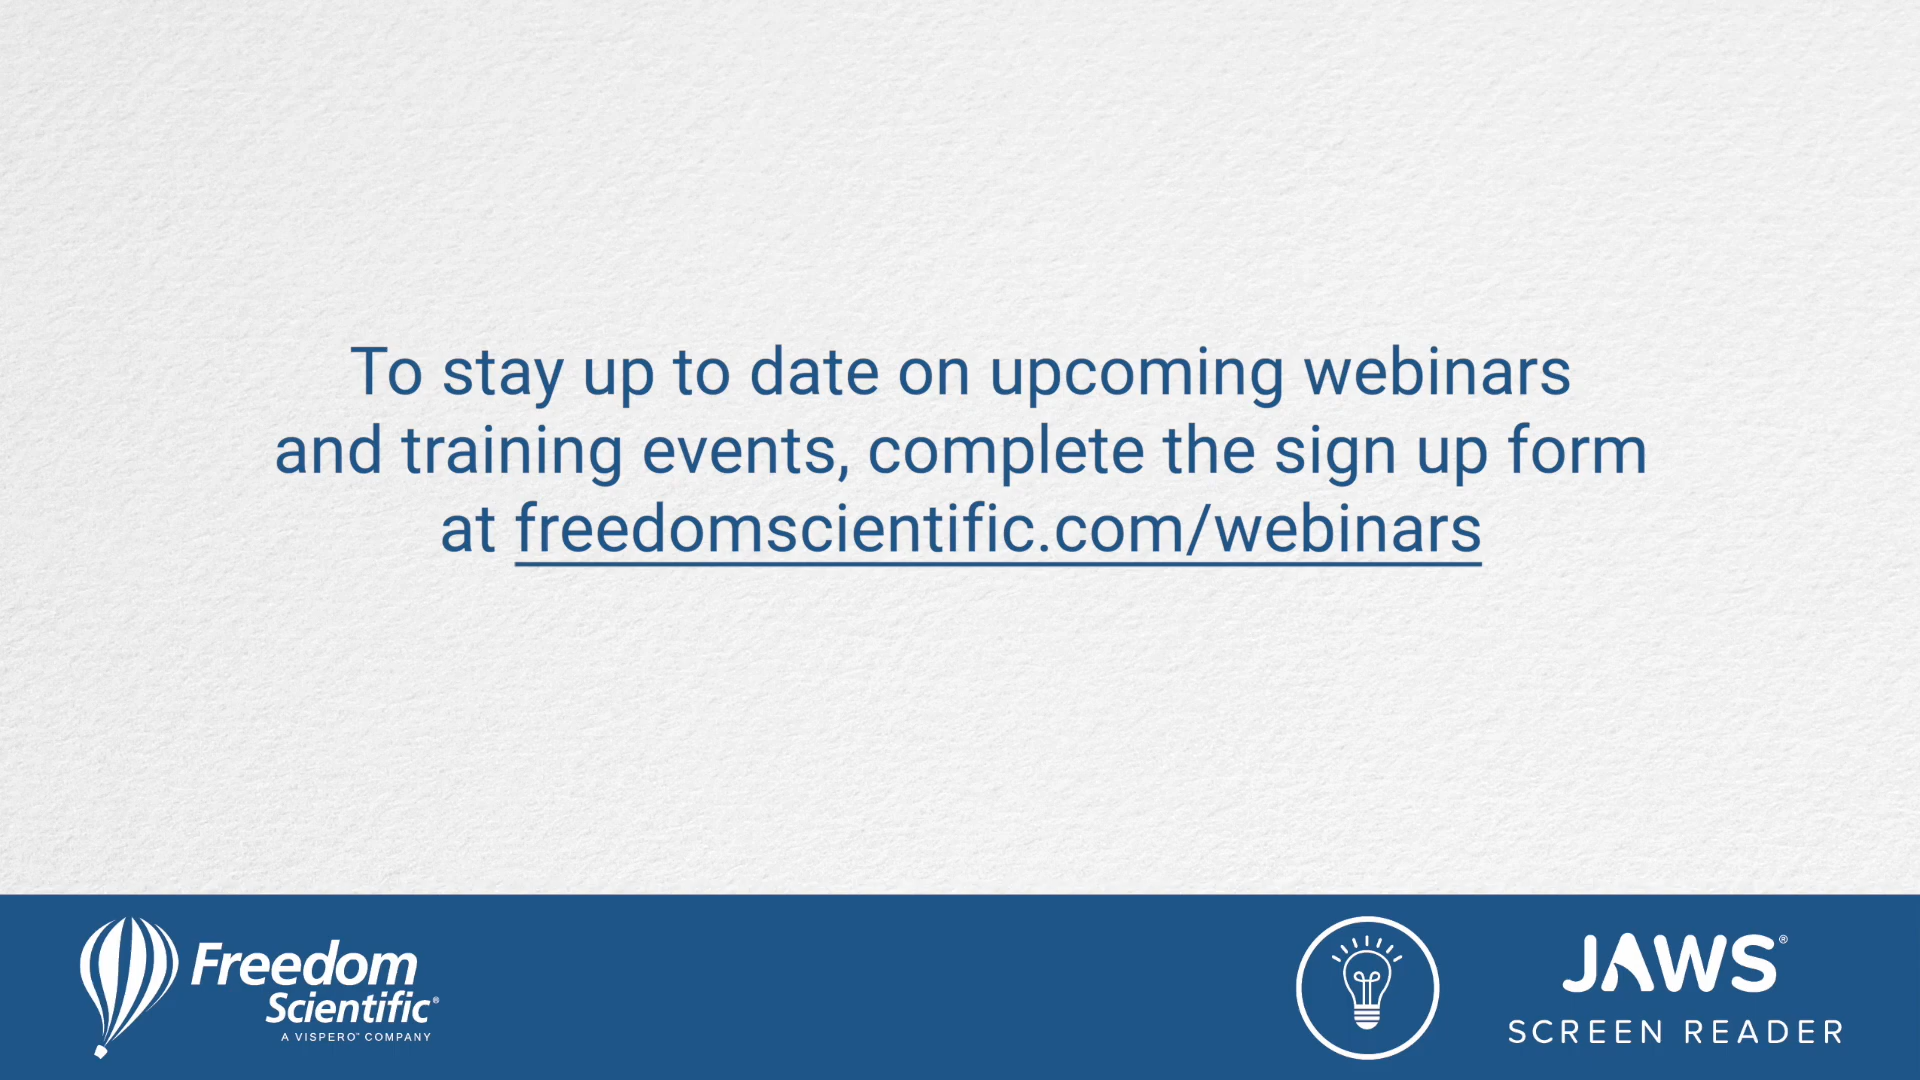 To stay up to date on upcoming webinars
and training events, complete the sign up form
at freedomscientific.com/webinars
Freedom
Scientific®
A VISPERO™ COMPANY
JAWS®
SCREEN READER